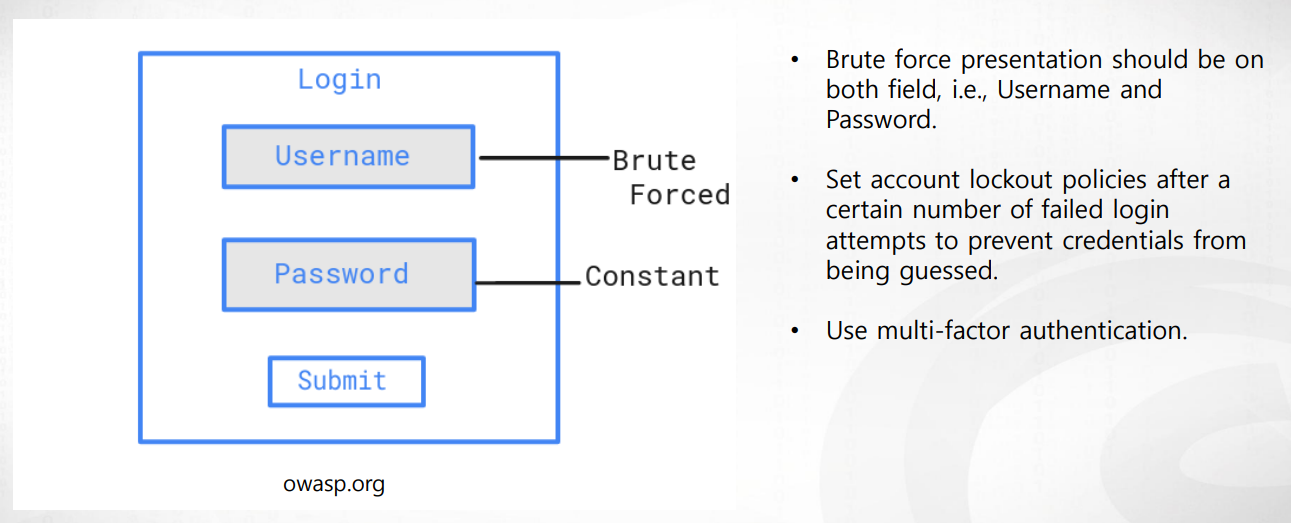 Login
Username
Brute
Forced
Password
Constant
Submit
owasp.org
• Brute force presentation should be on
both field, i.e., Username and
Password.
• Set account lockout policies after a
certain number of failed login
attempts to prevent credentials from
being guessed.
• Use multi-factor authentication.